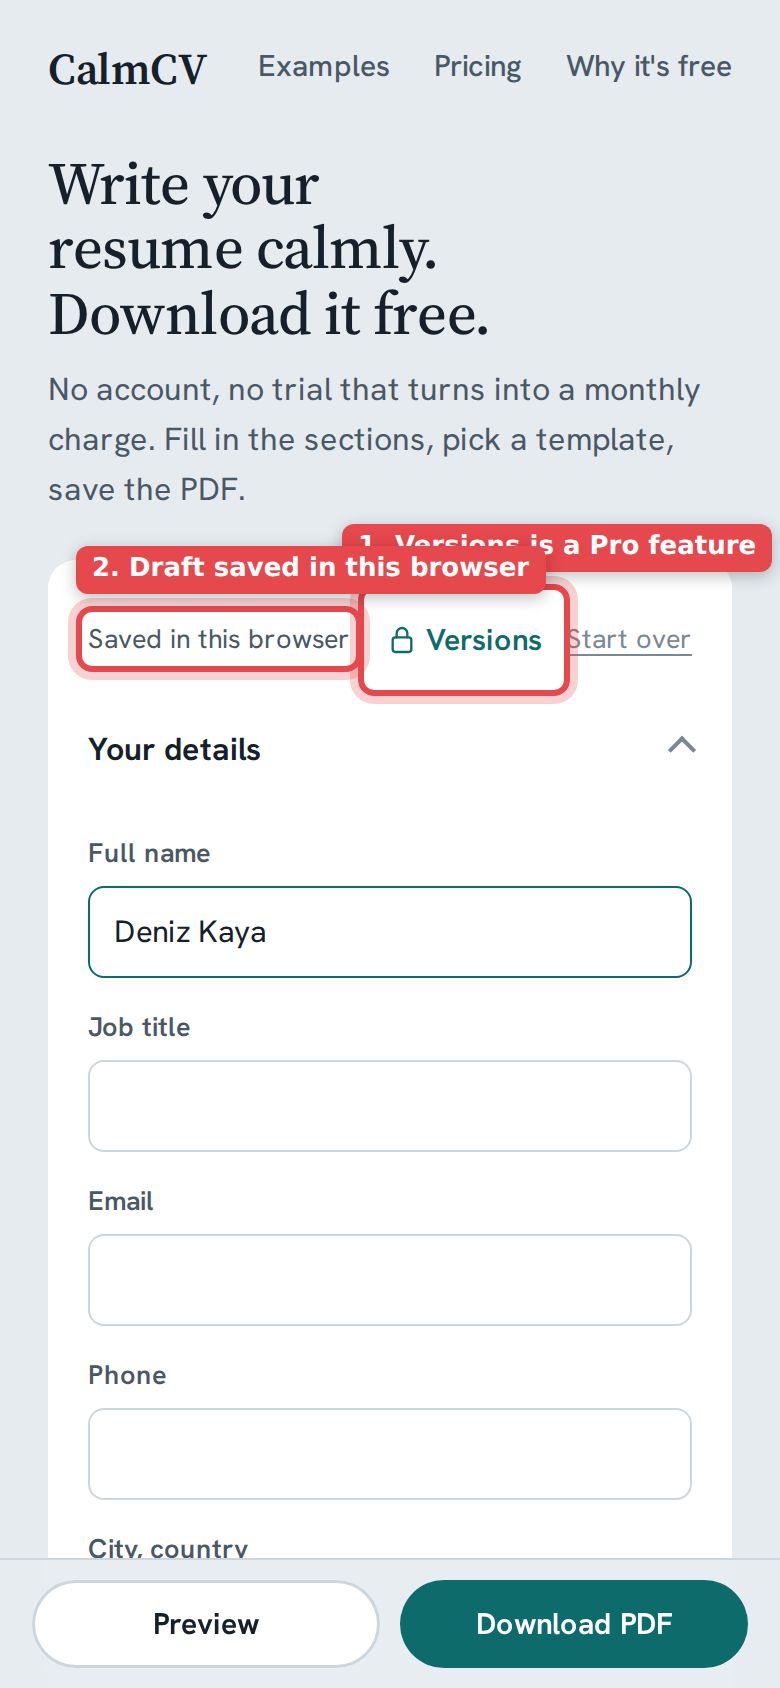 CalmCV Examples Pricing Why it's free
Write your
resume calmly.
Download it free.
No account, no trial that turns into a monthly
charge. Fill in the sections, pick a template,
save the PDF.
1. Versions is a Pro feature
2. Draft saved in this browser
Saved in this browser Versions Start over
Your details
Full name
Deniz Kaya
Job title
Email
Phone
City, country
Preview Download PDF